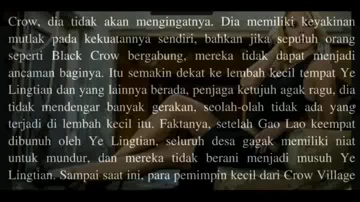 Crow, dia tidak akan mengingatnya. Dia memiliki keyakinan
mutlak pada kekuatannya sendiri, bahkan jika sepuluh orang
seperti Black Crow bergabung, mereka tidak dapat menjadi
ancaman baginya. Itu semakin dekat ke lembah kecil tempat Ye
Lingtian dan yang lainnya berada, penjaga ketujuh agak ragu, dia
tidak mendengar banyak gerakan, seolah-olah tidak ada yang
terjadi di lembah kecil itu. Faktanya, setelah Gao Lao keempat
dibunuh oleh Ye Lingtian, seluruh desa gagak memiliki niat
untuk mundur, dan mereka tidak berani menjadi musuh Ye
Lingtian. Sampai saat ini, para pemimpin kecil dari Crow Village